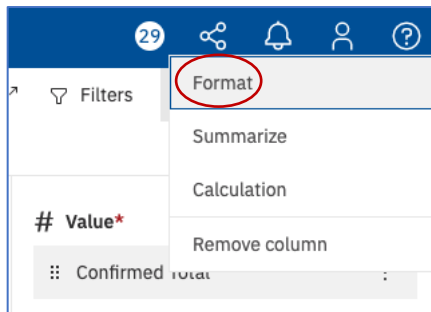 29
Filters
Format
Summarize
Calculation
# Value*
Remove column
Confirmed Total